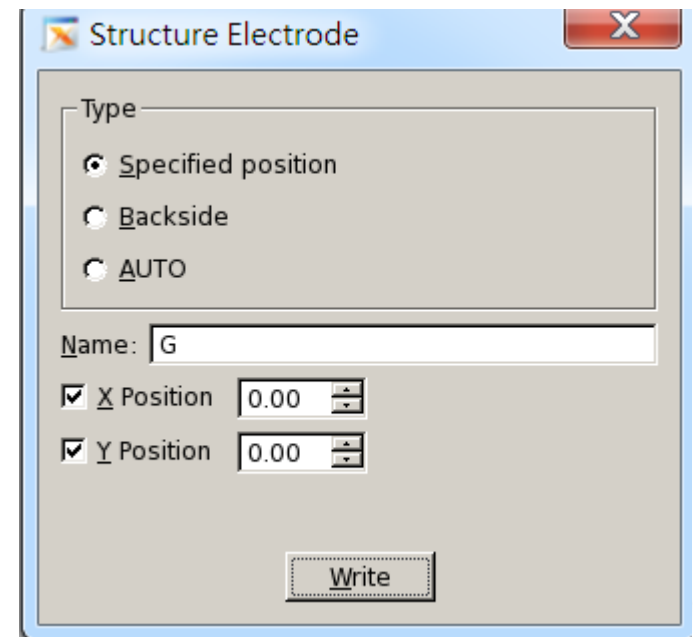 Structure Electrode
Type
Specified position
Backside
AUTO
Name: G
X Position 0.00
Y Position 0.00
Write